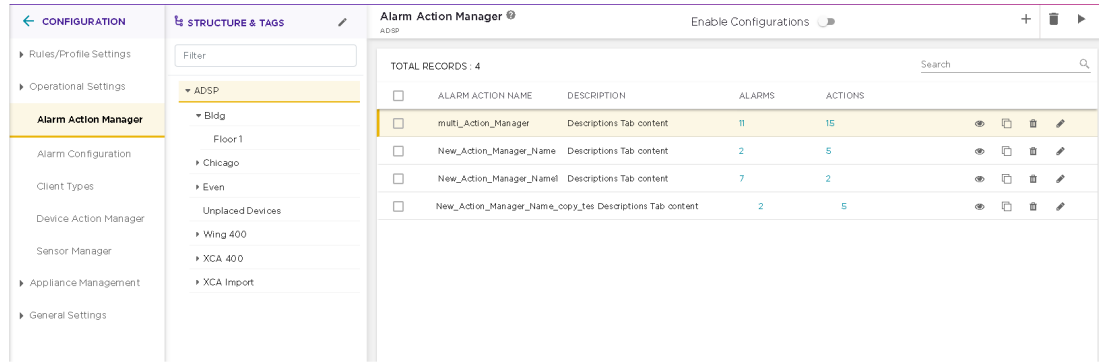 CONFIGURATION
Rules/Profile Settings
Operational Settings
Alarm Action Manager
Alarm Configuration
Client Types
Device Action Manager
Sensor Manager
Appliance Management
General Settings
STRUCTURE & TAGS
Filter
ADSP
Bldg
Floor 1
Chicago
Even
Unplaced Devices
Wing 400
XCA 400
XCA Import
Alarm Action Manager
ADSP
Enable Configurations
TOTAL RECORDS : 4
Search
ALARM ACTION NAME DESCRIPTION ALARMS ACTIONS
multi_Action_Manager Descriptions Tab content 11 15
New_Action_Manager_Name Descriptions Tab content 2 5
New_Action_Manager_Name1 Descriptions Tab content 7 2
New_Action_Manager_Name_copy_tes Descriptions Tab content 2 5